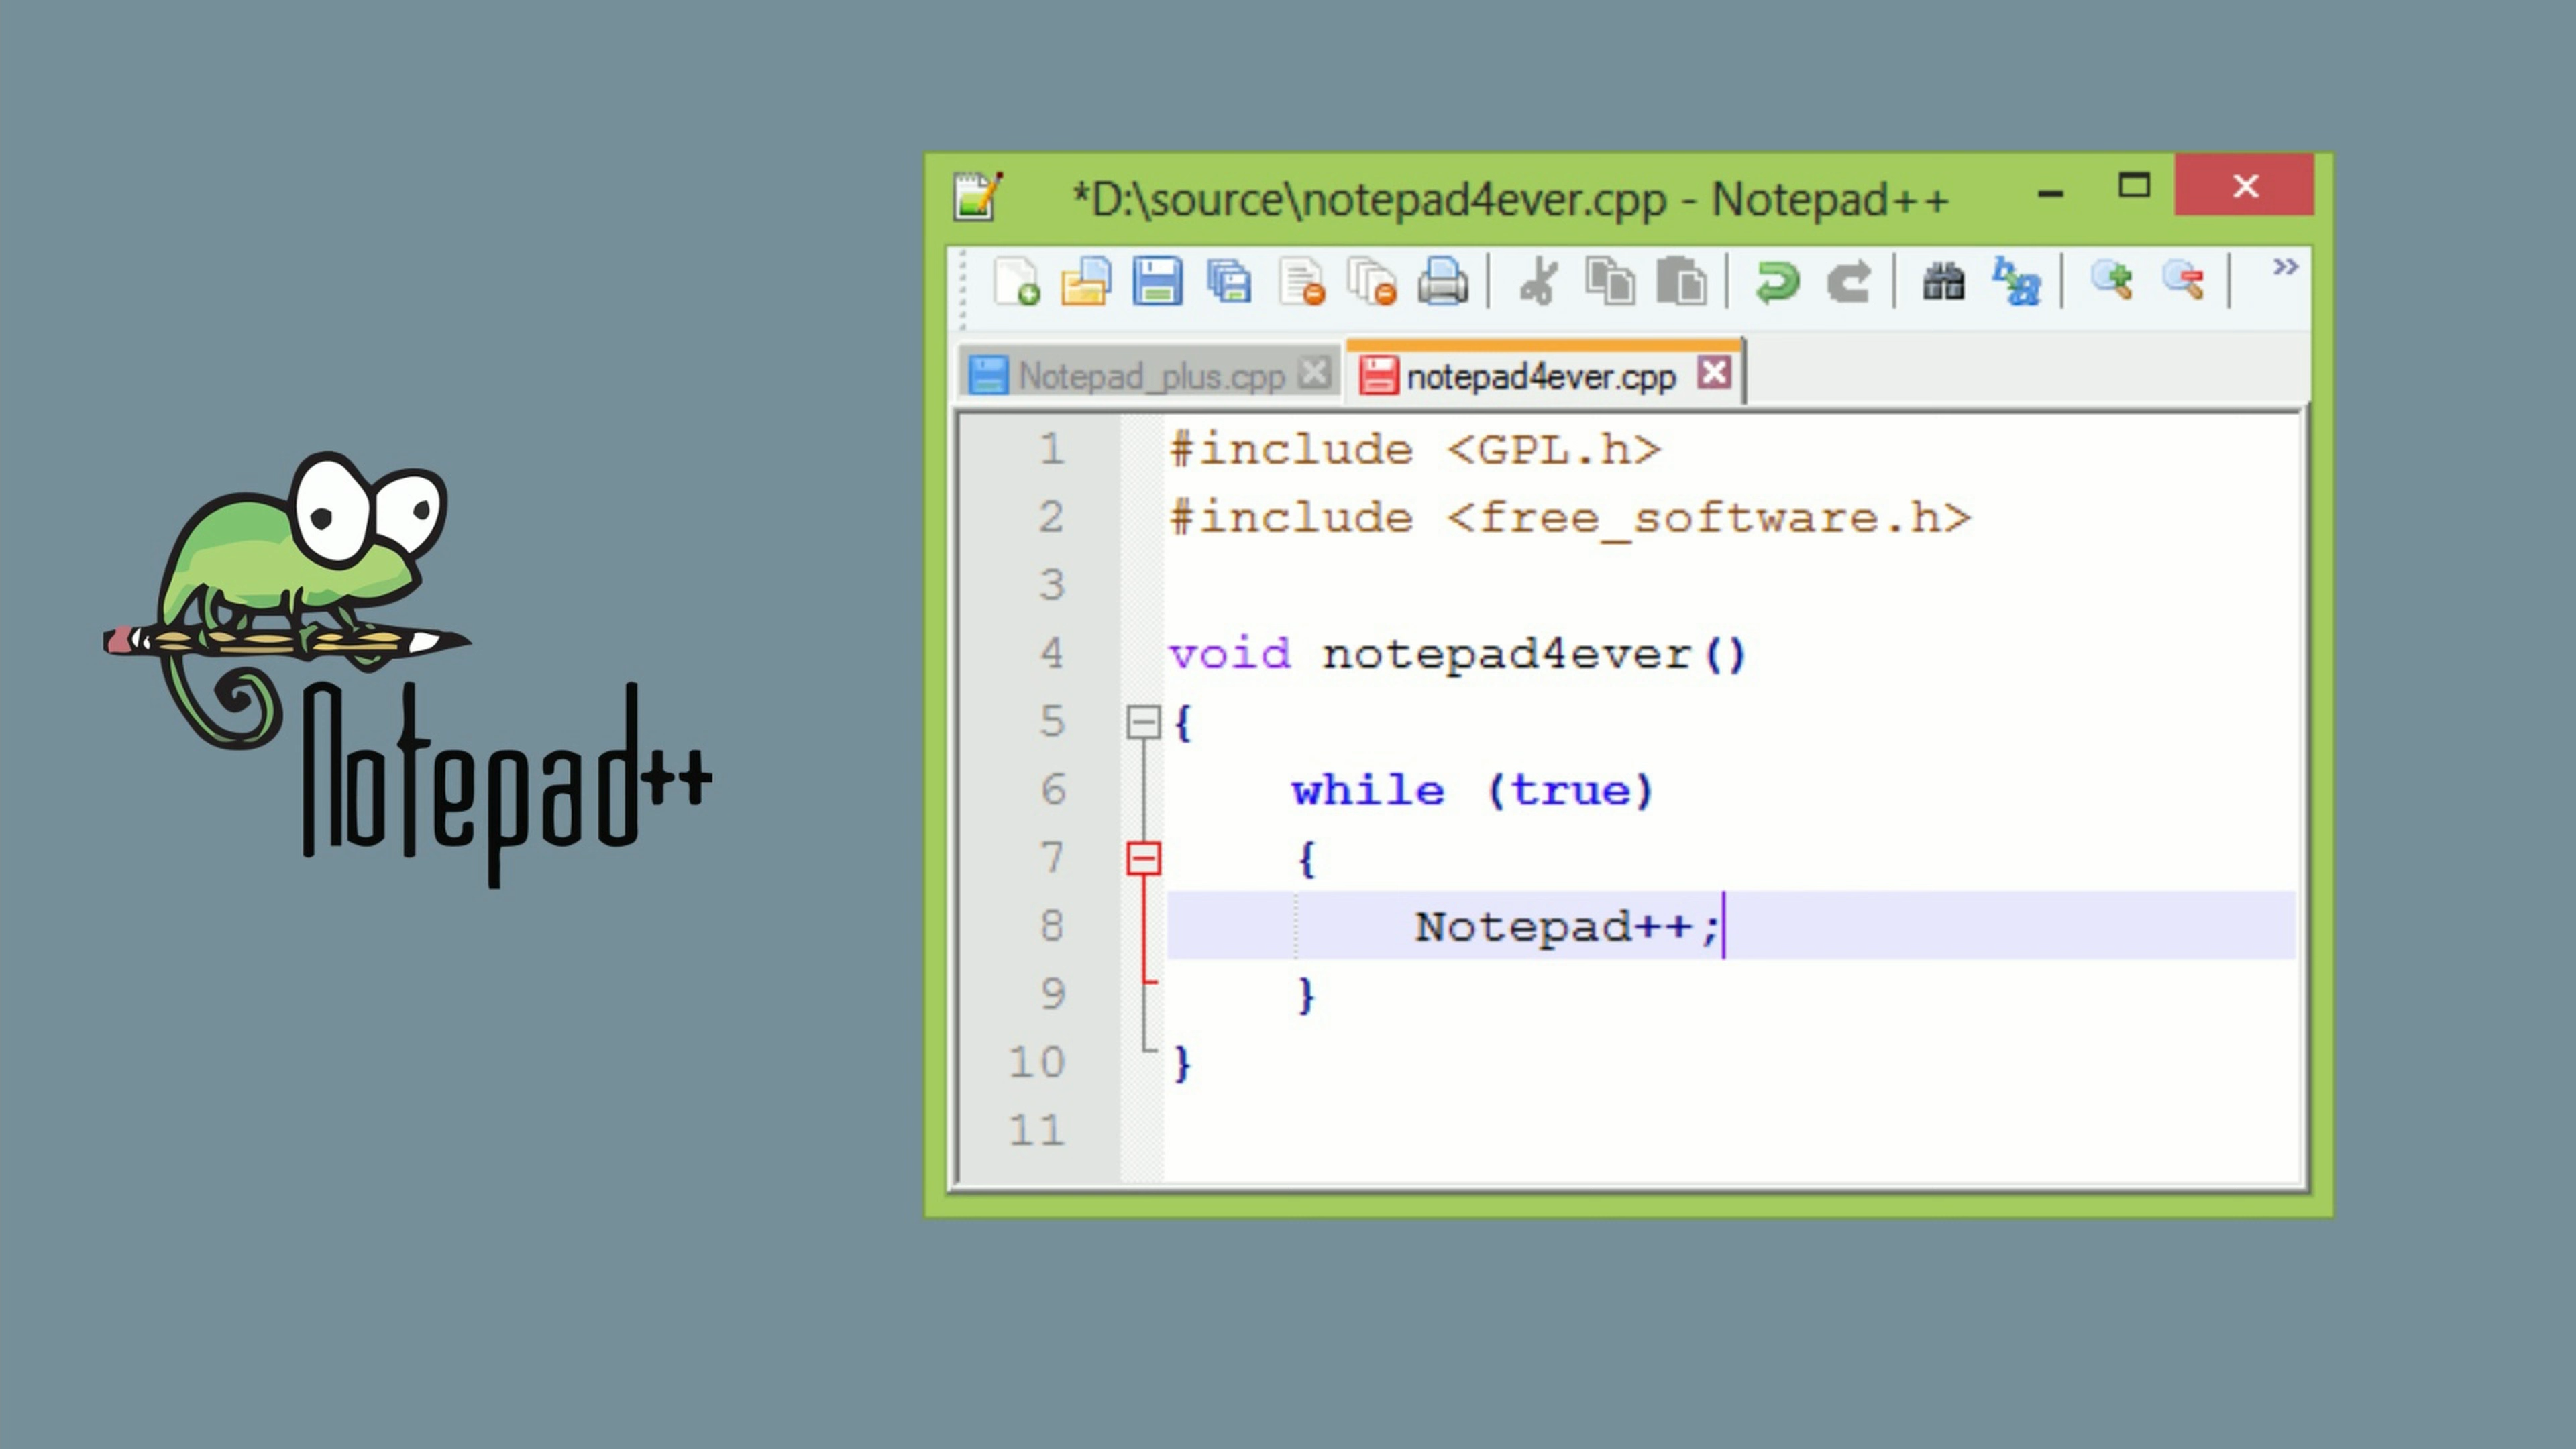 Notepad++
*D:\source\notepad4ever.cpp - Notepad++
Notepad_plus.cpp notepad4ever.cpp
1 #include <GPL.h>
2 #include <free_software.h>
3
4 void notepad4ever()
5 {
6     while (true)
7     {
8         Notepad++;
9     }
10 }
11